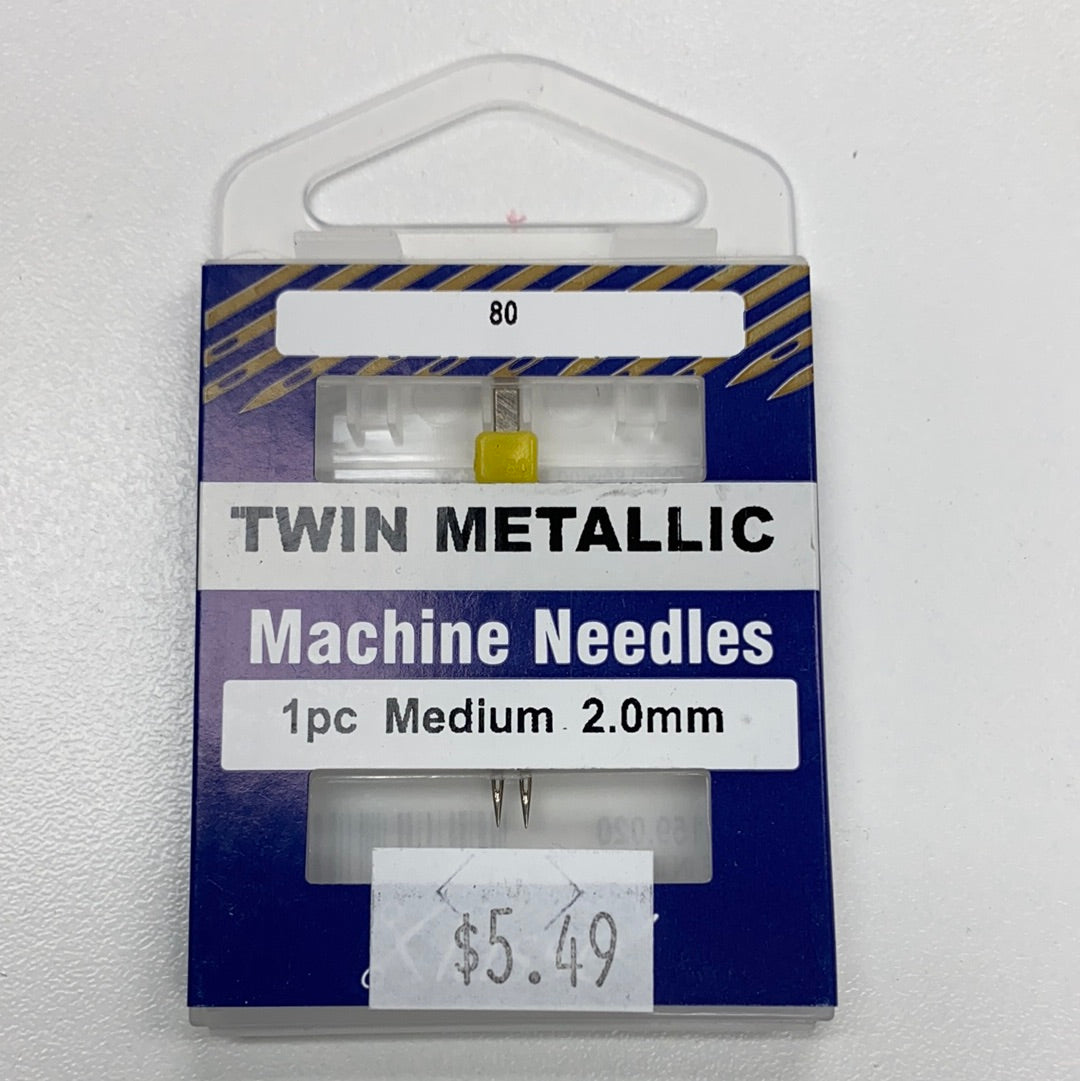 80
TWIN METALLIC
Machine Needles
1pc Medium 2.0mm
$5.49